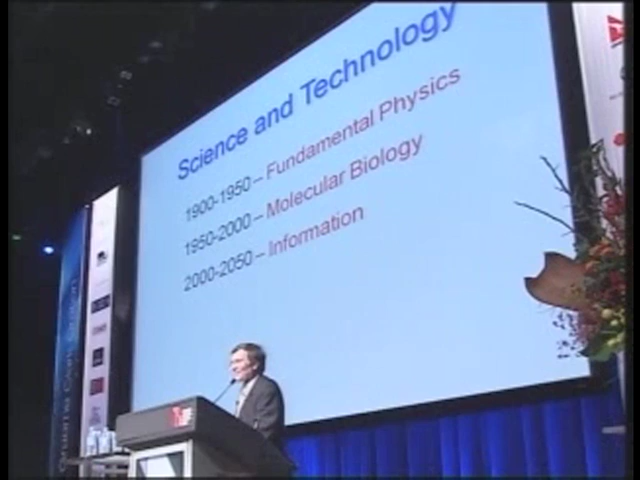 Science and Technology
1900-1950 – Fundamental Physics
1950-2000 – Molecular Biology
2000-2050 – Information